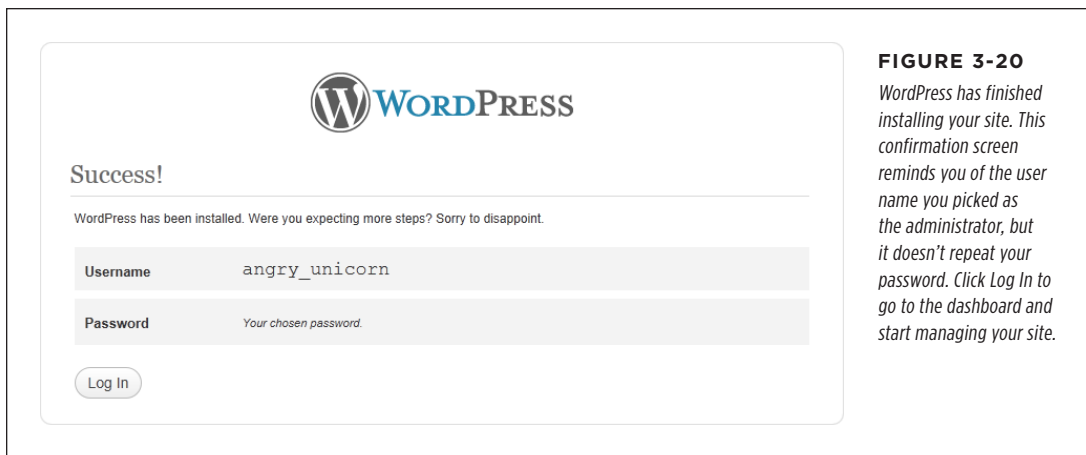 WORDPRESS
Success!
WordPress has been installed. Were you expecting more steps? Sorry to disappoint.
Username angry_unicorn
Password Your chosen password.
Log In
FIGURE 3-20
WordPress has finished
installing your site. This
confirmation screen
reminds you of the user
name you picked as
the administrator, but
it doesn’t repeat your
password. Click Log In to
go to the dashboard and
start managing your site.